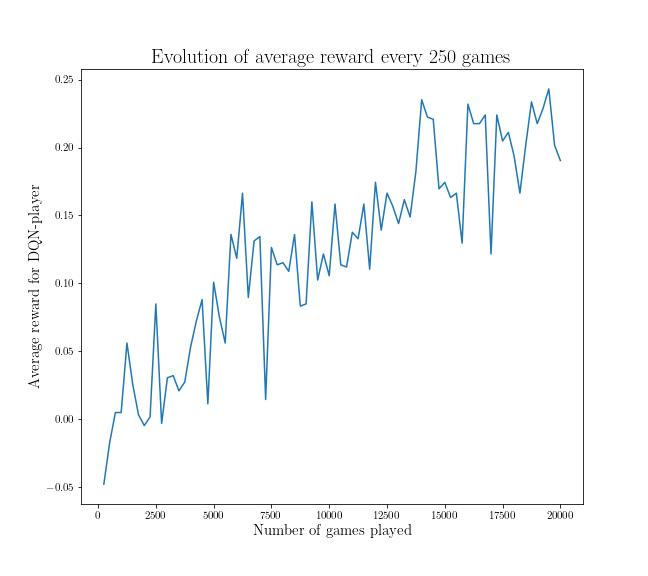 Evolution of average reward every 250 games
0.25
0.20
0.15
0.10
0.05
0.00
−0.05
Average reward for DQN-player
0 2500 5000 7500 10000 12500 15000 17500 20000
Number of games played